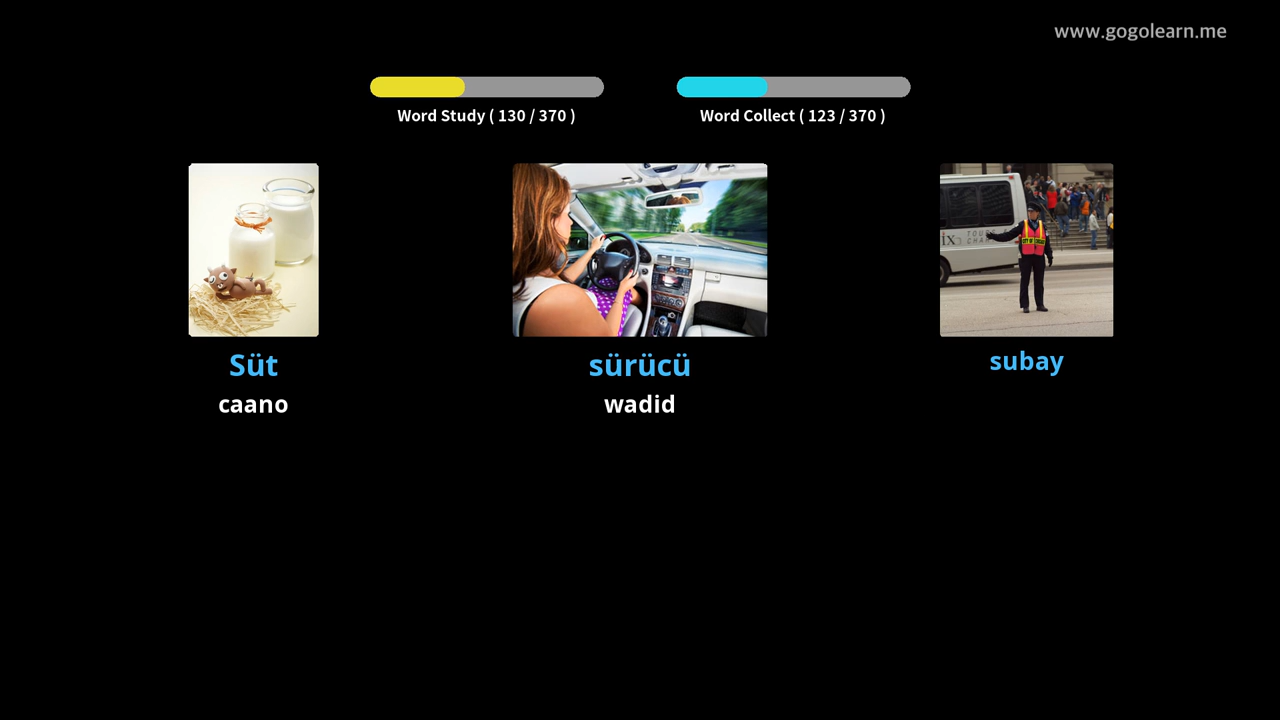 www.gogolearn.me
Word Study ( 130 / 370 )
Word Collect ( 123 / 370 )
Süt
sürücü
subay
caano
wadid